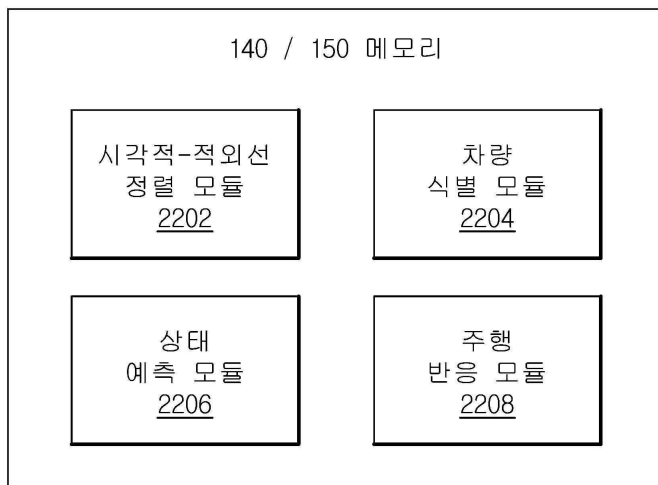 140 / 150 메모리
시각적-적외선
정렬 모듈
2202
차량
식별 모듈
2204
상태
예측 모듈
2206
주행
반응 모듈
2208